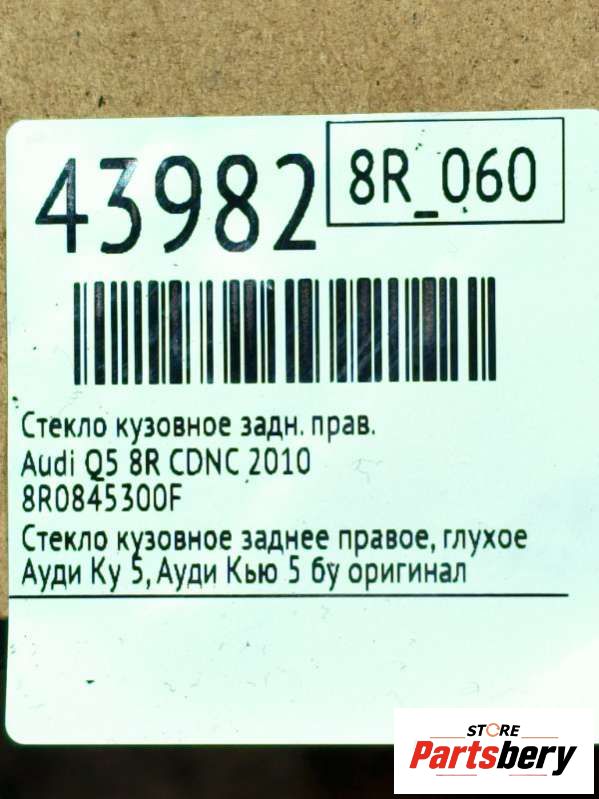 43982
8R_060
Стекло кузовное задн. прав.
Audi Q5 8R CDNC 2010
8R0845300F
Стекло кузовное заднее правое, глухое
Ауди Ку 5, Ауди Кью 5 бу оригинал
STORE
Partsbery